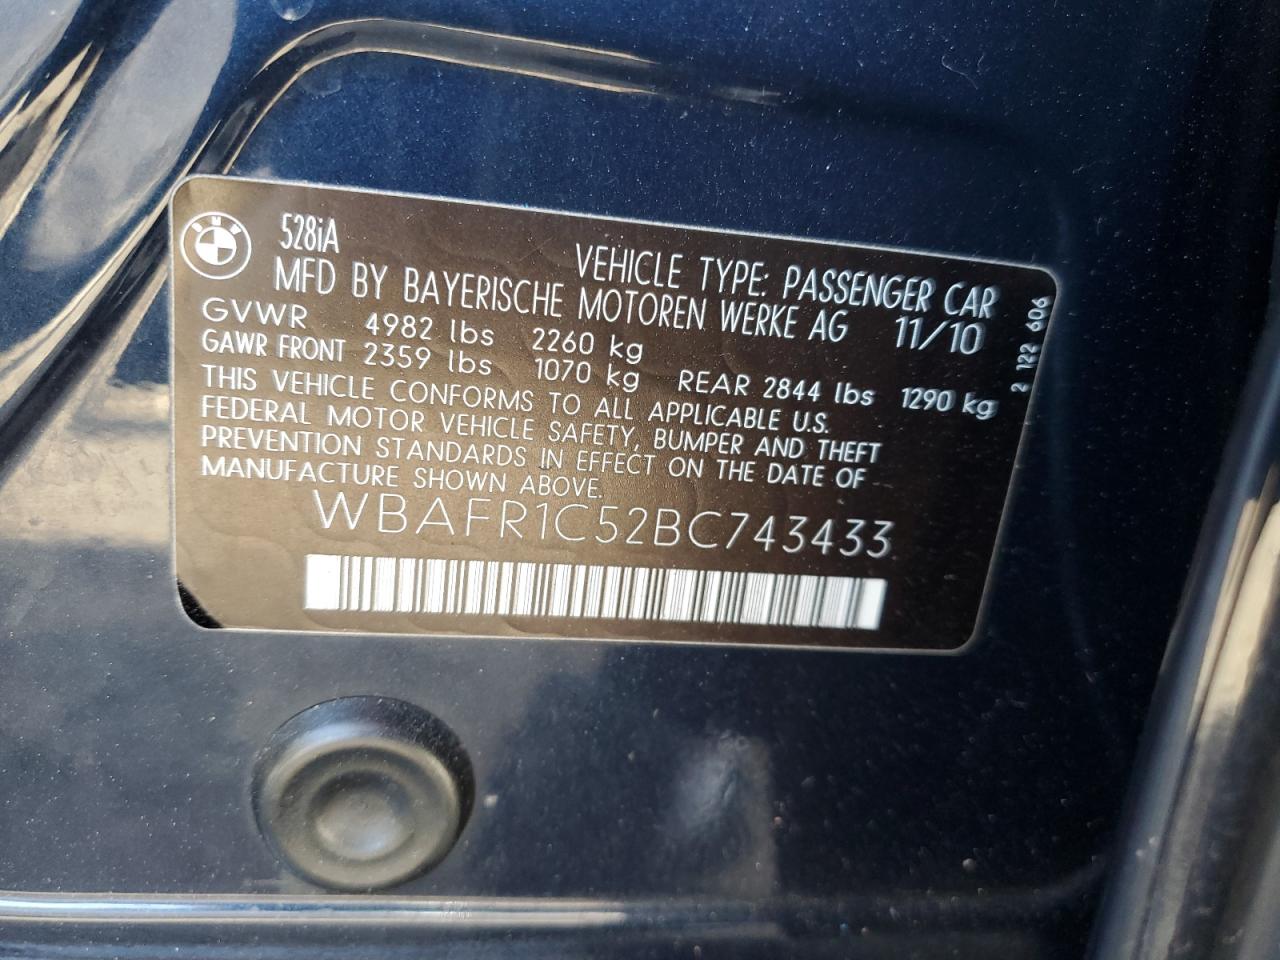 BMW
528iA
VEHICLE TYPE: PASSENGER CAR
MFD BY BAYERISCHE MOTOREN WERKE AG 11/10
GVWR 4982 lbs 2260 kg
GAWR FRONT 2359 lbs 1070 kg REAR 2844 lbs 1290 kg
THIS VEHICLE CONFORMS TO ALL APPLICABLE U.S.
FEDERAL MOTOR VEHICLE SAFETY, BUMPER AND THEFT
PREVENTION STANDARDS IN EFFECT ON THE DATE OF
MANUFACTURE SHOWN ABOVE.
WBAFR1C52BC743433
2 122 606